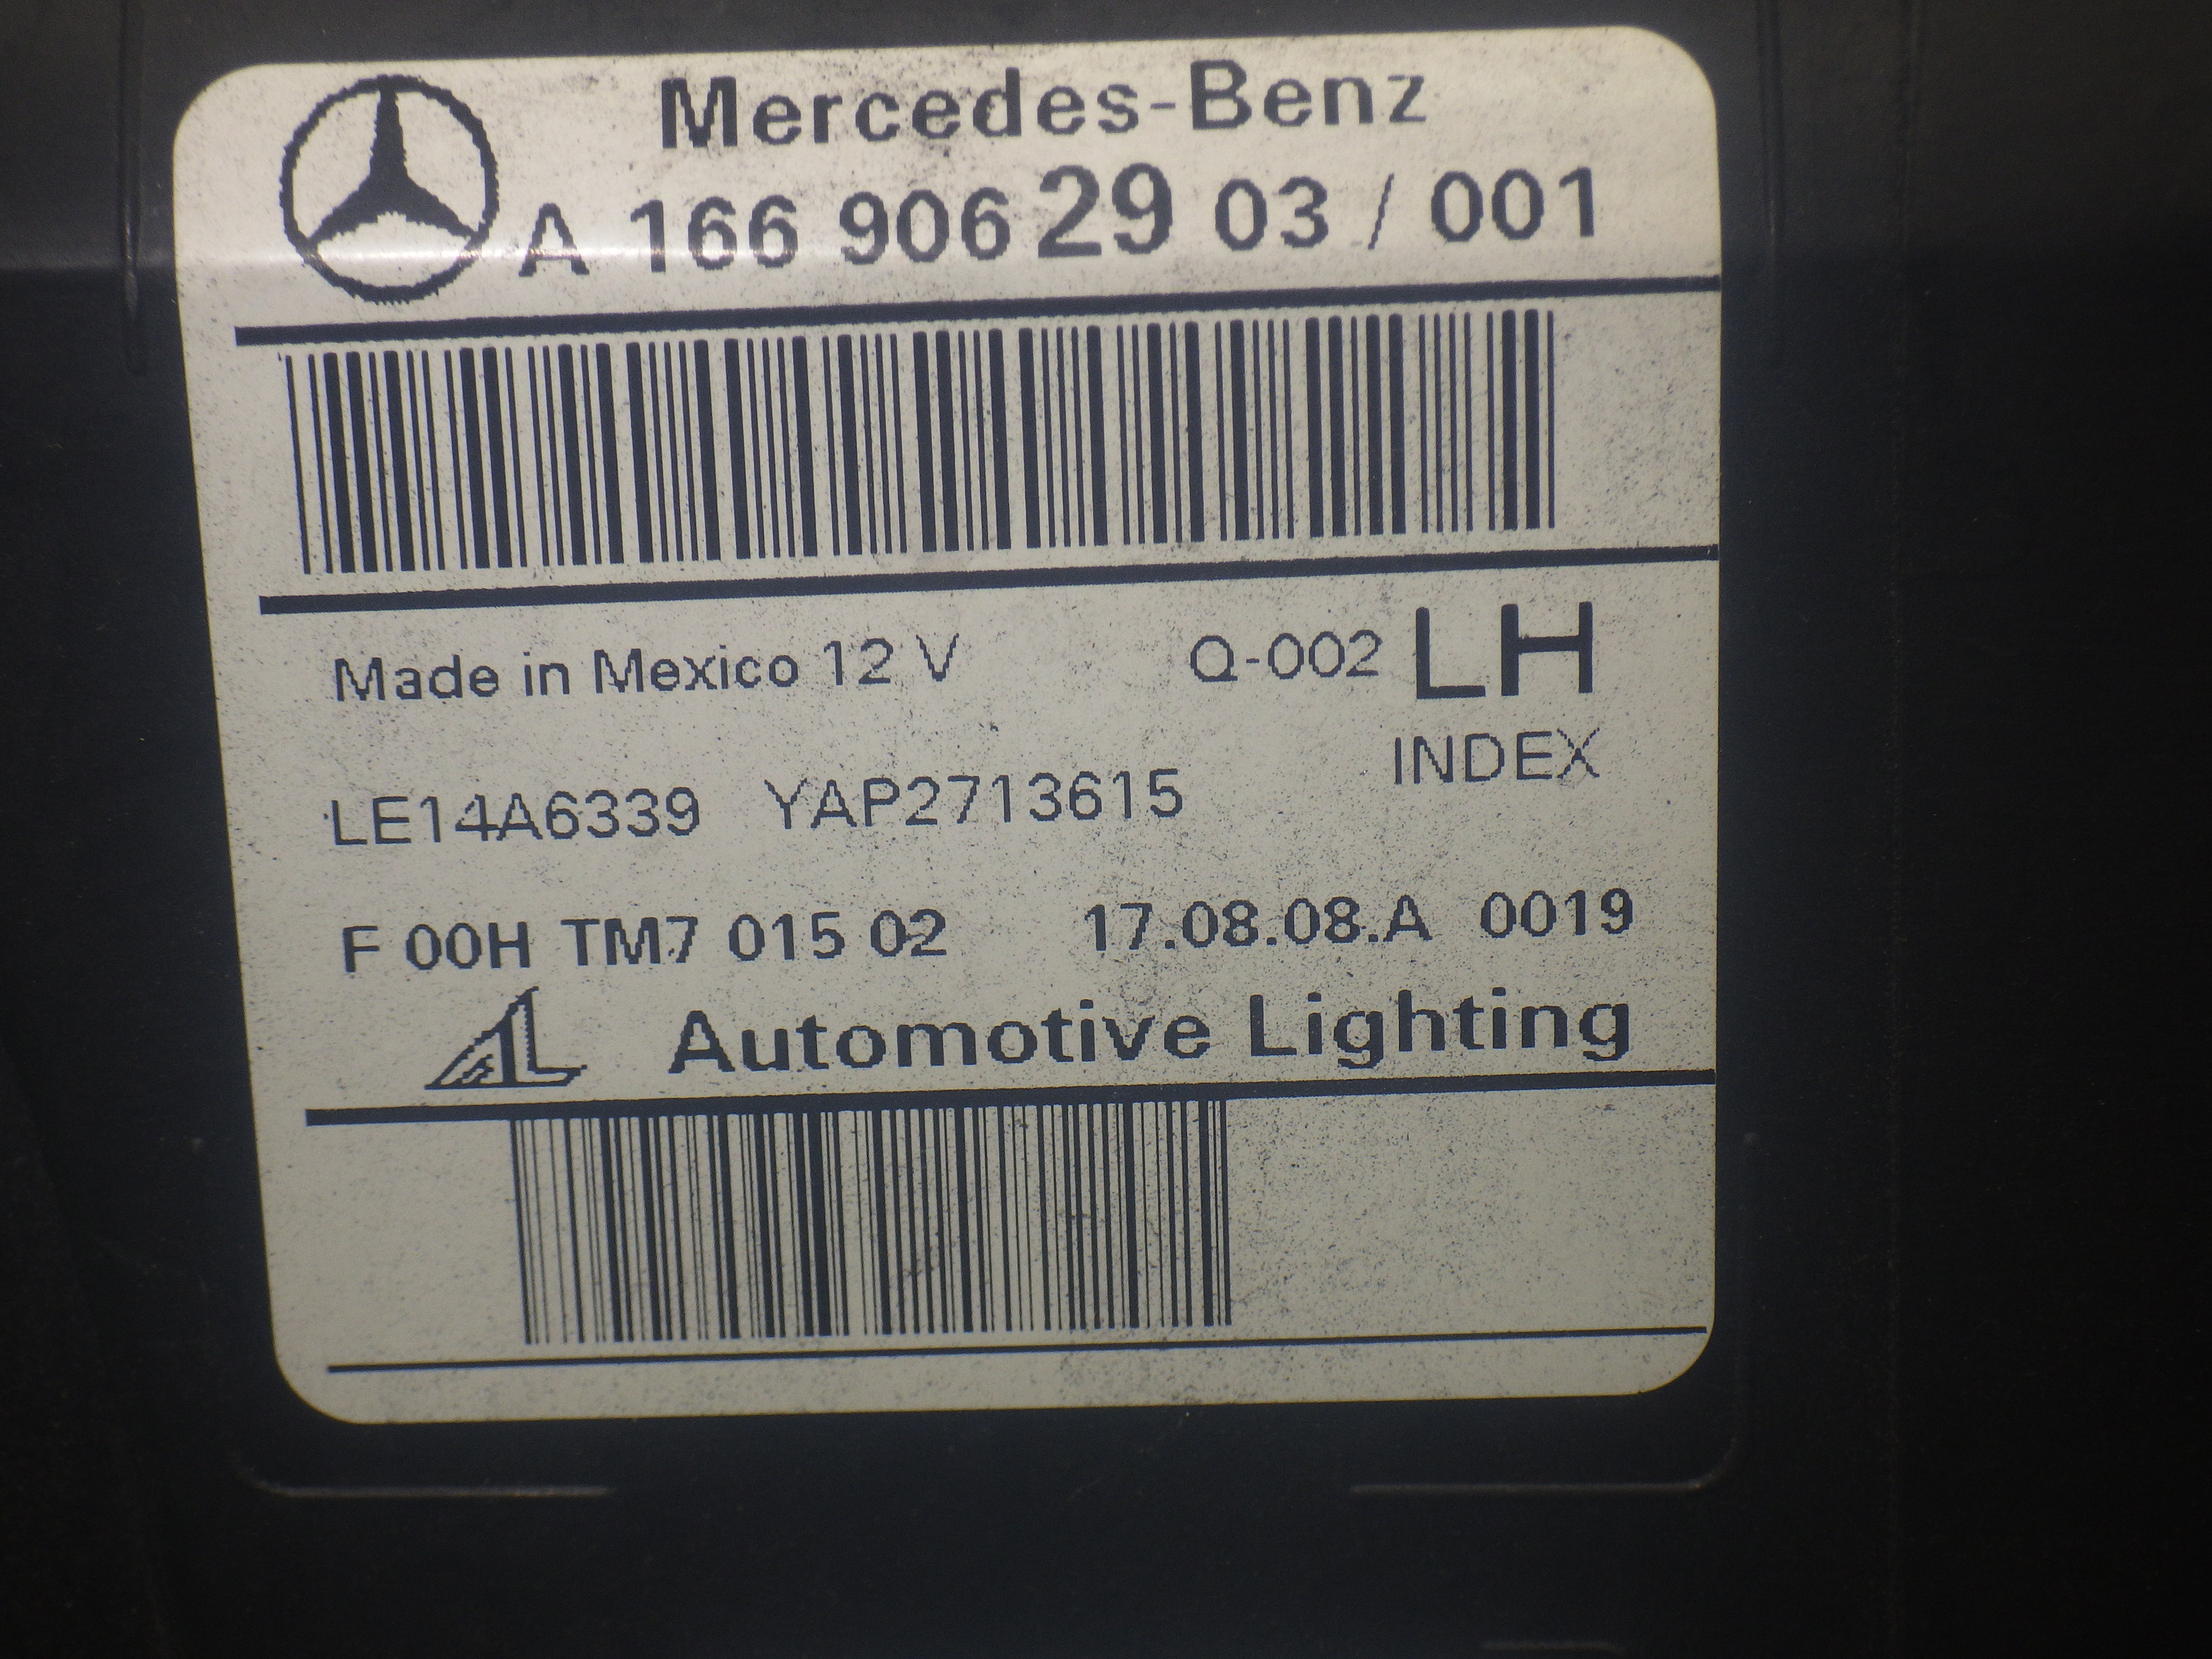 Mercedes-Benz
A 166 906 29 03 / 001
Made in Mexico 12 V Q-002 LH
INDEX
LE14A6339 YAP2713615
F 00H TM7 015 02 17.08.08.A 0019
AL Automotive Lighting